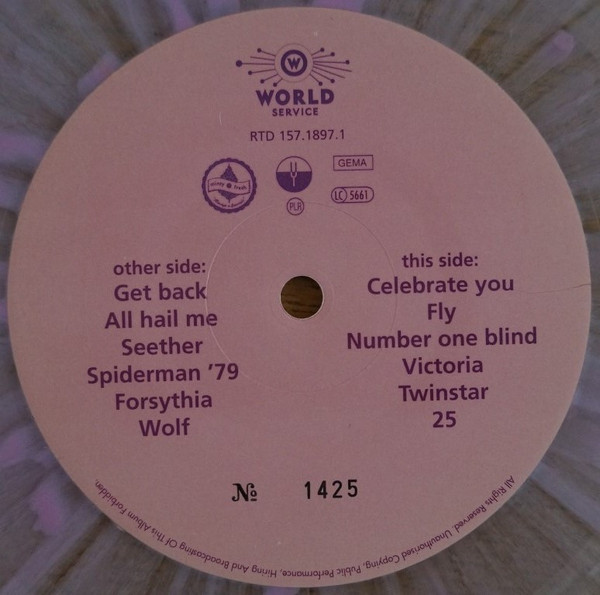 W
WORLD
SERVICE
RTD 157.1897.1
GEMA
LC 5661
PLR
other side:
Get back
All hail me
Seether
Spiderman '79
Forsythia
Wolf
this side:
Celebrate you
Fly
Number one blind
Victoria
Twinstar
25
№ 1425
All Rights Reserved. Unauthorised Copying, Public Performance, Hiring And Broadcasting Of This Album Forbidden.